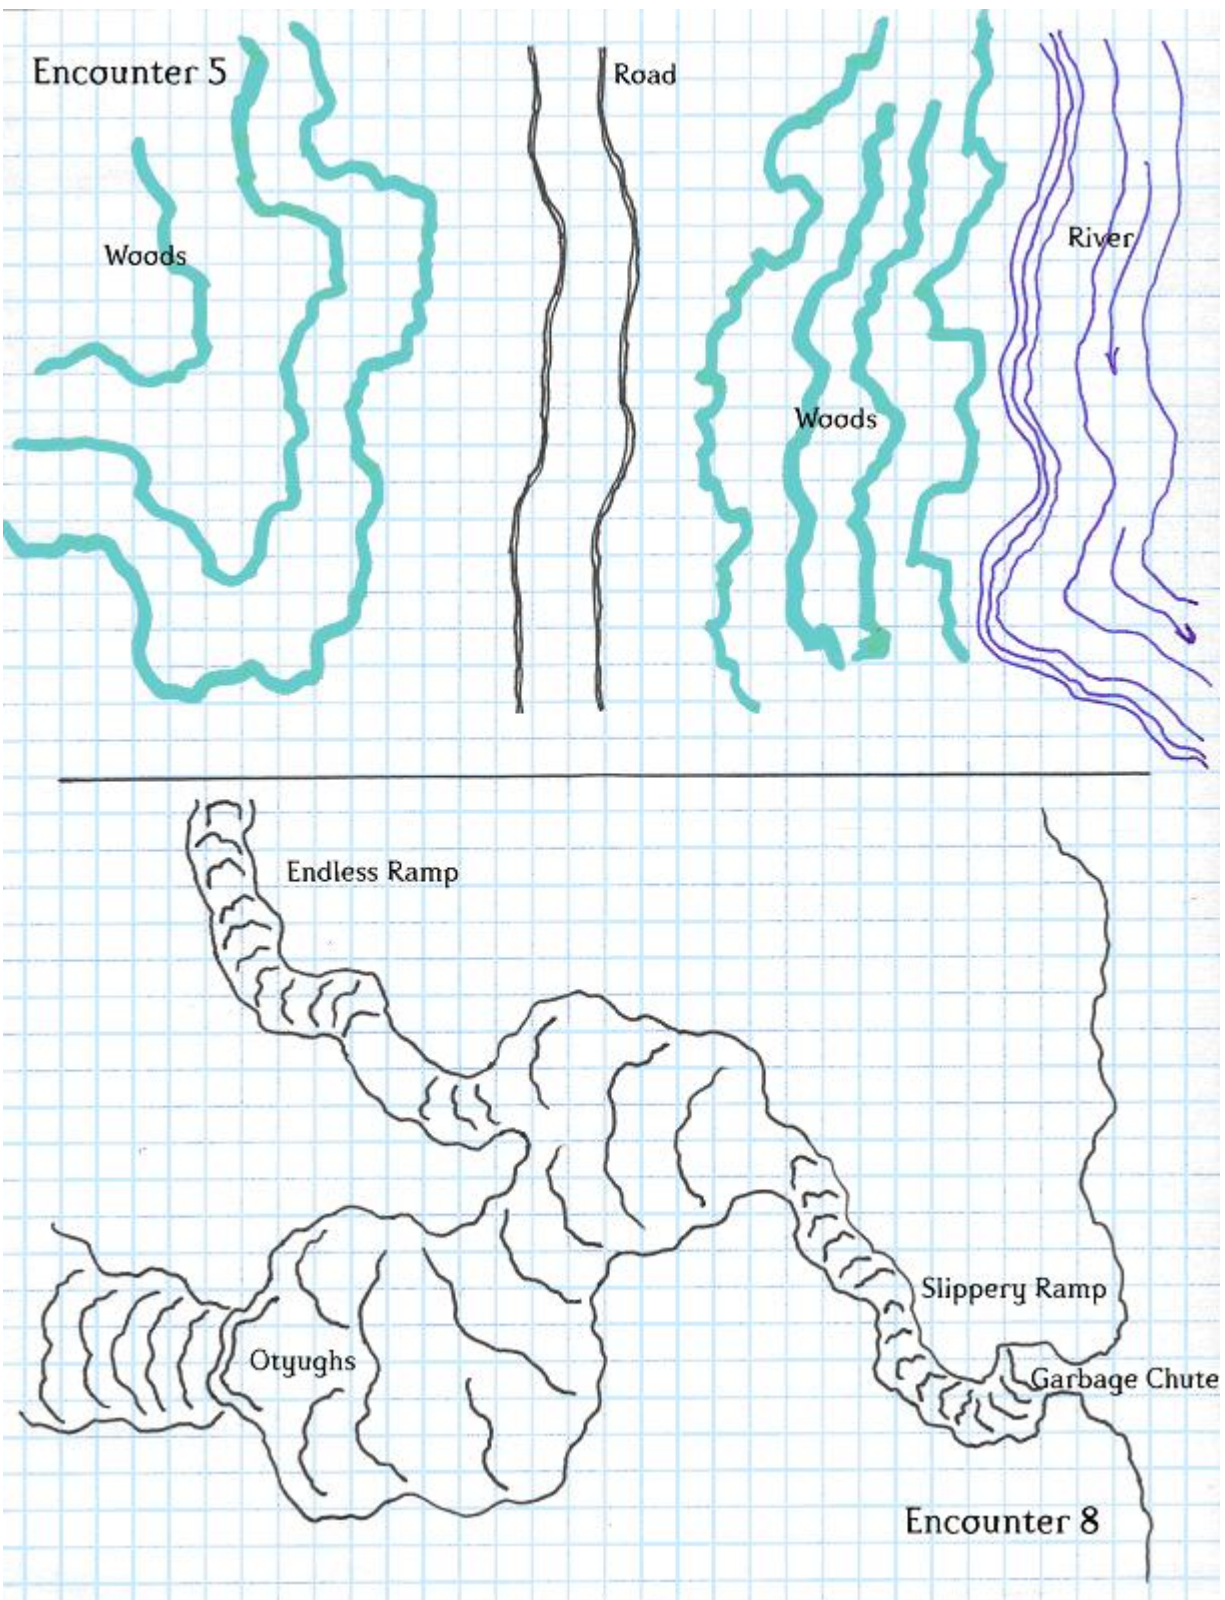 Encounter 5
Road
Woods
River
Woods
Endless Ramp
Slippery Ramp
Otyughs
Garbage Chute
Encounter 8